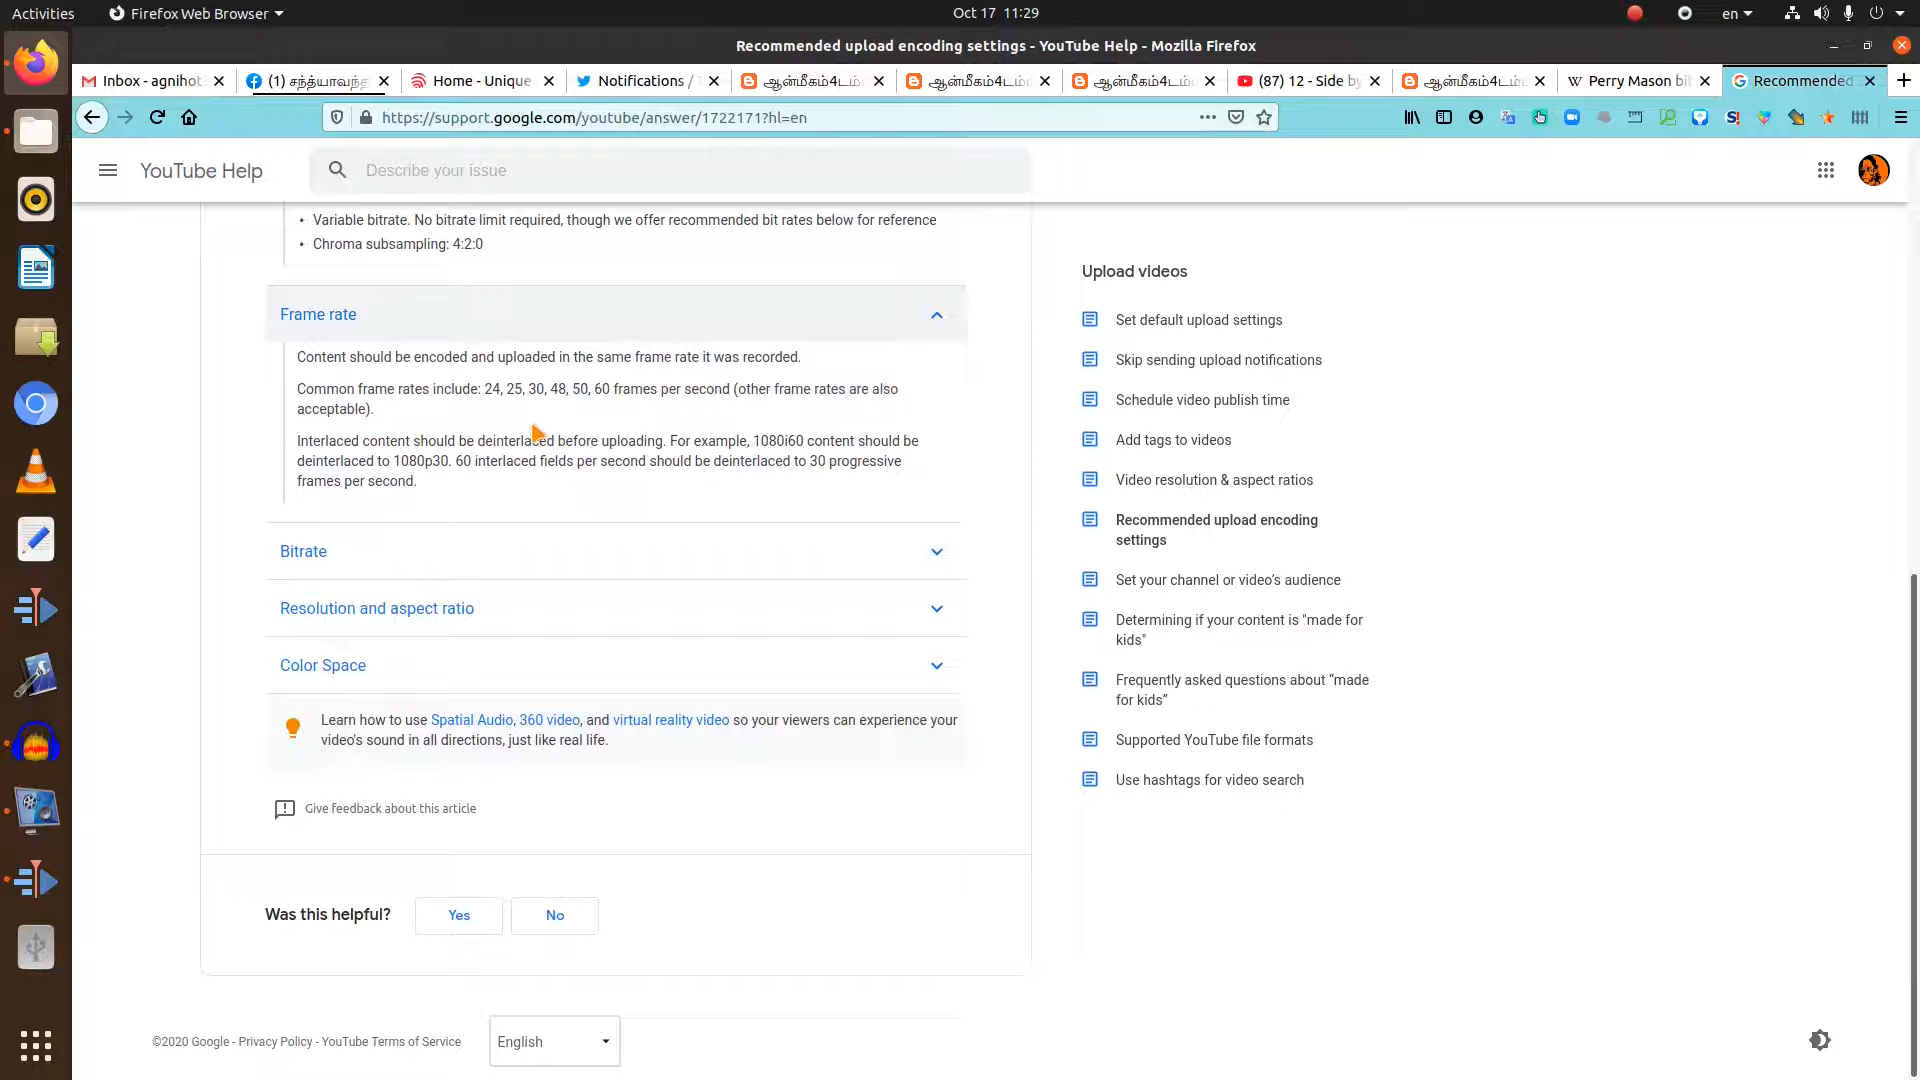 Activities
Firefox Web Browser
Oct 17 11:29
en
Recommended upload encoding settings - YouTube Help - Mozilla Firefox
Inbox - agnihot
(1) சந்த்யாவந்த
Home - Unique
Notifications /
ஆன்மீகம்4டம்
ஆன்மீகம்4டம்
ஆன்மீகம்4டம்
(87) 12 - Side by
ஆன்மீகம்4டம்
Perry Mason bi
Recommended
https://support.google.com/youtube/answer/1722171?hl=en
YouTube Help
Describe your issue
• Variable bitrate. No bitrate limit required, though we offer recommended bit rates below for reference
• Chroma subsampling: 4:2:0
Frame rate
Content should be encoded and uploaded in the same frame rate it was recorded.
Common frame rates include: 24, 25, 30, 48, 50, 60 frames per second (other frame rates are also
acceptable).
Interlaced content should be deinterlaced before uploading. For example, 1080i60 content should be
deinterlaced to 1080p30. 60 interlaced fields per second should be deinterlaced to 30 progressive
frames per second.
Bitrate
Resolution and aspect ratio
Color Space
Learn how to use Spatial Audio, 360 video, and virtual reality video so your viewers can experience your
video's sound in all directions, just like real life.
Give feedback about this article
Was this helpful?
Yes
No
Upload videos
Set default upload settings
Skip sending upload notifications
Schedule video publish time
Add tags to videos
Video resolution & aspect ratios
Recommended upload encoding
settings
Set your channel or video's audience
Determining if your content is "made for
kids"
Frequently asked questions about “made
for kids”
Supported YouTube file formats
Use hashtags for video search
©2020 Google - Privacy Policy - YouTube Terms of Service
English